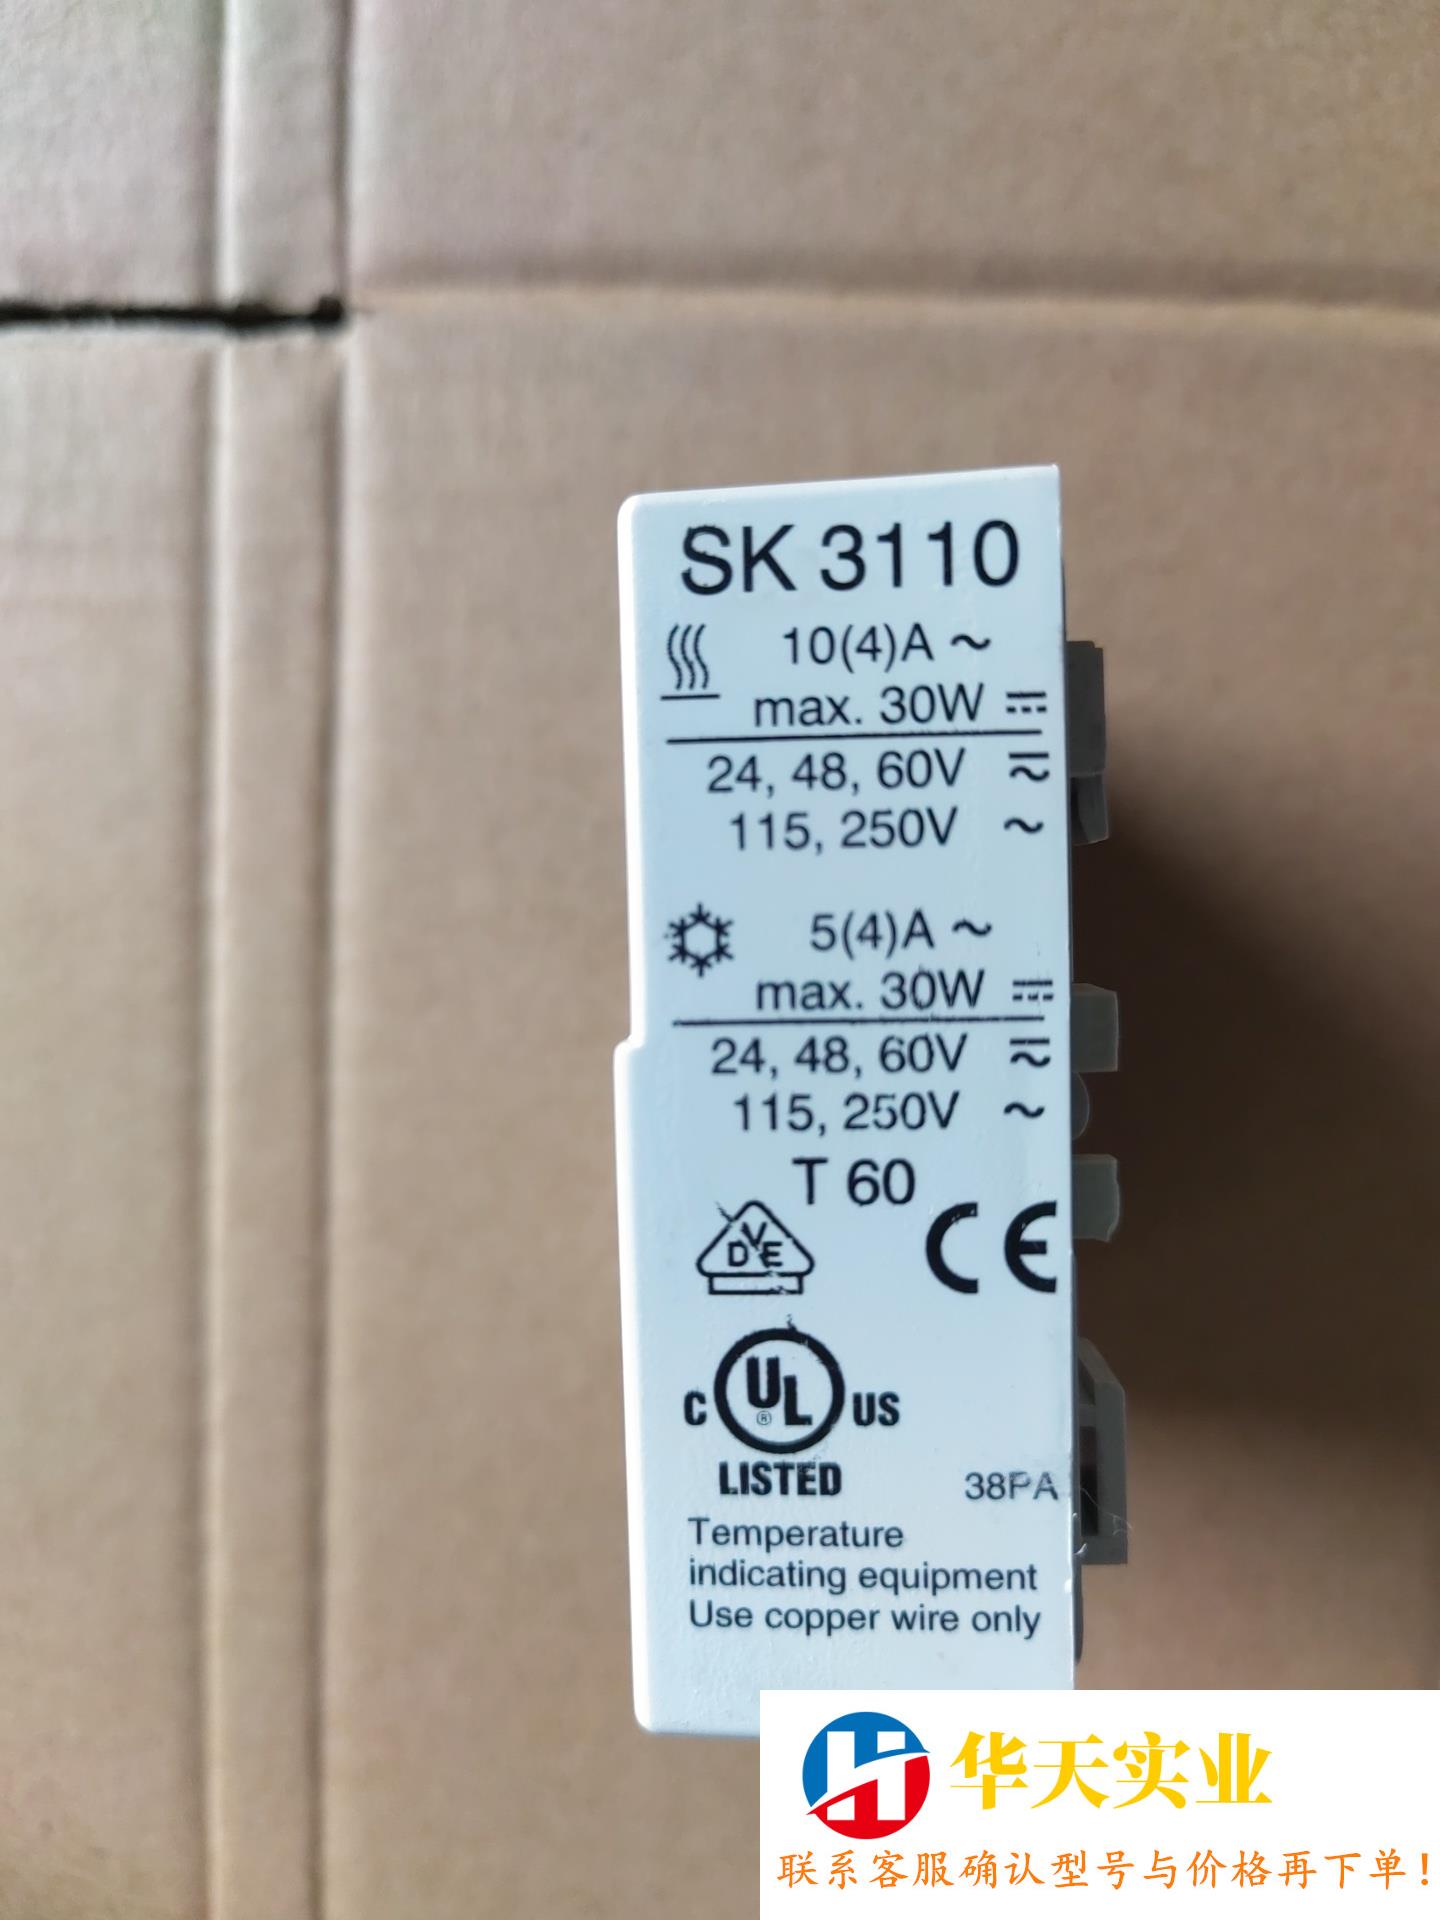 SK 3110
10(4)A ~
max. 30W ⎓
24, 48, 60V ⏦
115, 250V ~
5(4)A ~
max. 30W ⎓
24, 48, 60V ⏦
115, 250V ~
T 60
VDE
CE
C UL® US
LISTED
38PA
Temperature
indicating equipment
Use copper wire only
华天实业
联系客服确认型号与价格再下单！